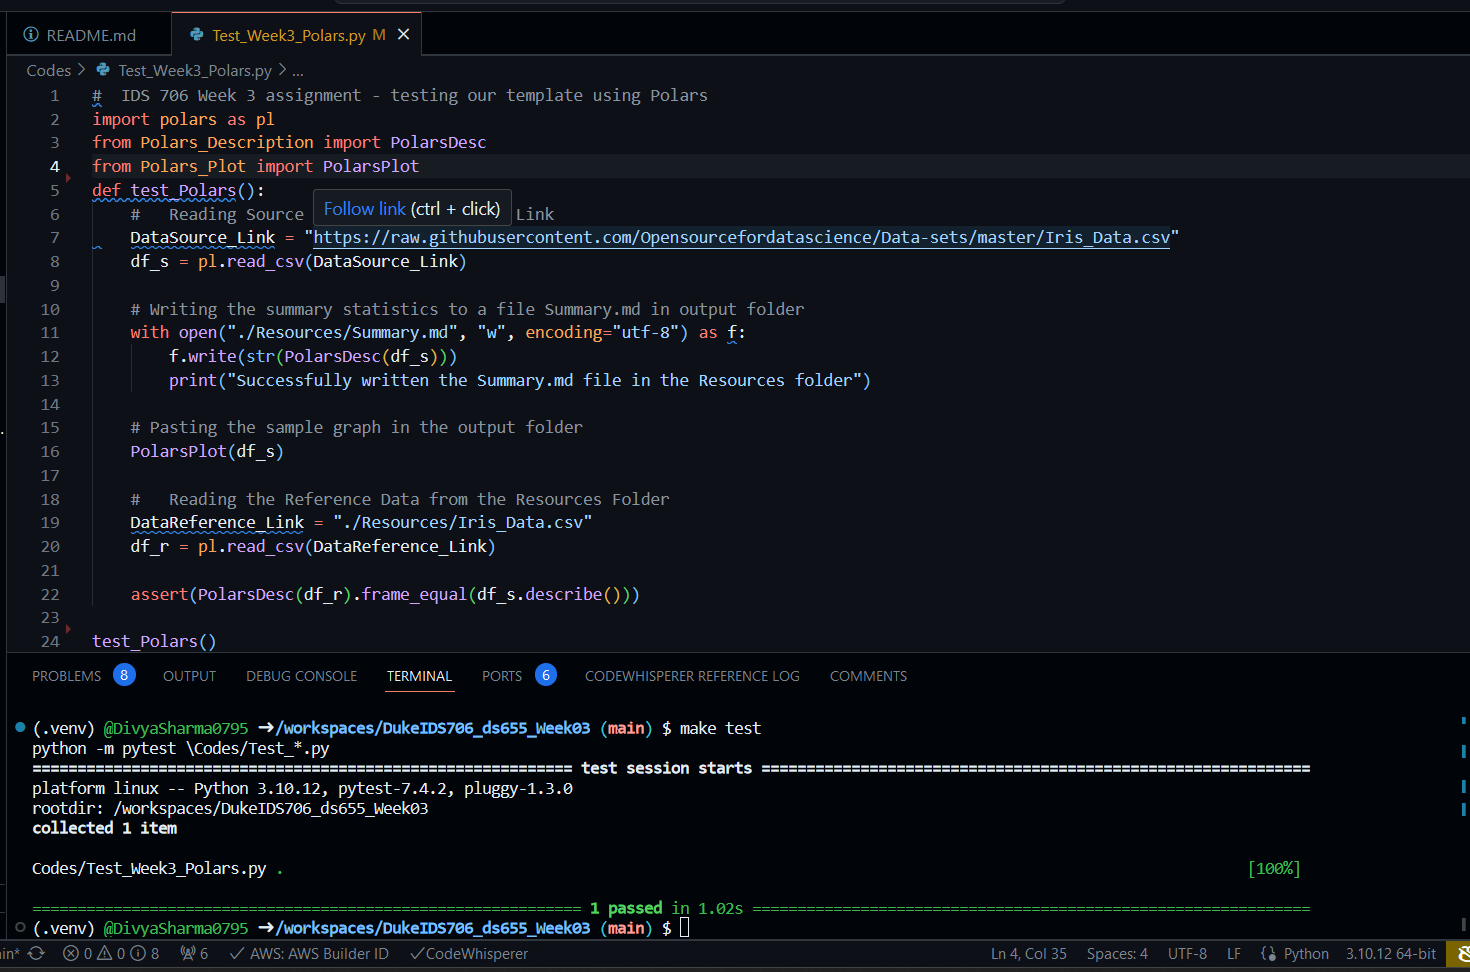 README.md
Test_Week3_Polars.py M
Codes > Test_Week3_Polars.py > ...
1 #  IDS 706 Week 3 assignment - testing our template using Polars
2 import polars as pl
3 from Polars_Description import PolarsDesc
4 from Polars_Plot import PolarsPlot
5 def test_Polars():
6     #   Reading Source Link
Follow link (ctrl + click)
7     DataSource_Link = "https://raw.githubusercontent.com/Opensourcefordatascience/Data-sets/master/Iris_Data.csv"
8     df_s = pl.read_csv(DataSource_Link)
9
10     # Writing the summary statistics to a file Summary.md in output folder
11     with open("./Resources/Summary.md", "w", encoding="utf-8") as f:
12         f.write(str(PolarsDesc(df_s)))
13         print("Successfully written the Summary.md file in the Resources folder")
14
15     # Pasting the sample graph in the output folder
16     PolarsPlot(df_s)
17
18     #   Reading the Reference Data from the Resources Folder
19     DataReference_Link = "./Resources/Iris_Data.csv"
20     df_r = pl.read_csv(DataReference_Link)
21
22     assert(PolarsDesc(df_r).frame_equal(df_s.describe()))
23
24 test_Polars()
PROBLEMS 8 OUTPUT DEBUG CONSOLE TERMINAL PORTS 6 CODEWHISPERER REFERENCE LOG COMMENTS
(.venv) @DivyaSharma0795 ➜/workspaces/DukeIDS706_ds655_Week03 (main) $ make test
python -m pytest \Codes/Test_*.py
============================================================ test session starts =============================================================
platform linux -- Python 3.10.12, pytest-7.4.2, pluggy-1.3.0
rootdir: /workspaces/DukeIDS706_ds655_Week03
collected 1 item
Codes/Test_Week3_Polars.py . [100%]
============================================================= 1 passed in 1.02s ==============================================================
(.venv) @DivyaSharma0795 ➜/workspaces/DukeIDS706_ds655_Week03 (main) $
in* 0 0 8 6 AWS: AWS Builder ID CodeWhisperer Ln 4, Col 35 Spaces: 4 UTF-8 LF Python 3.10.12 64-bit